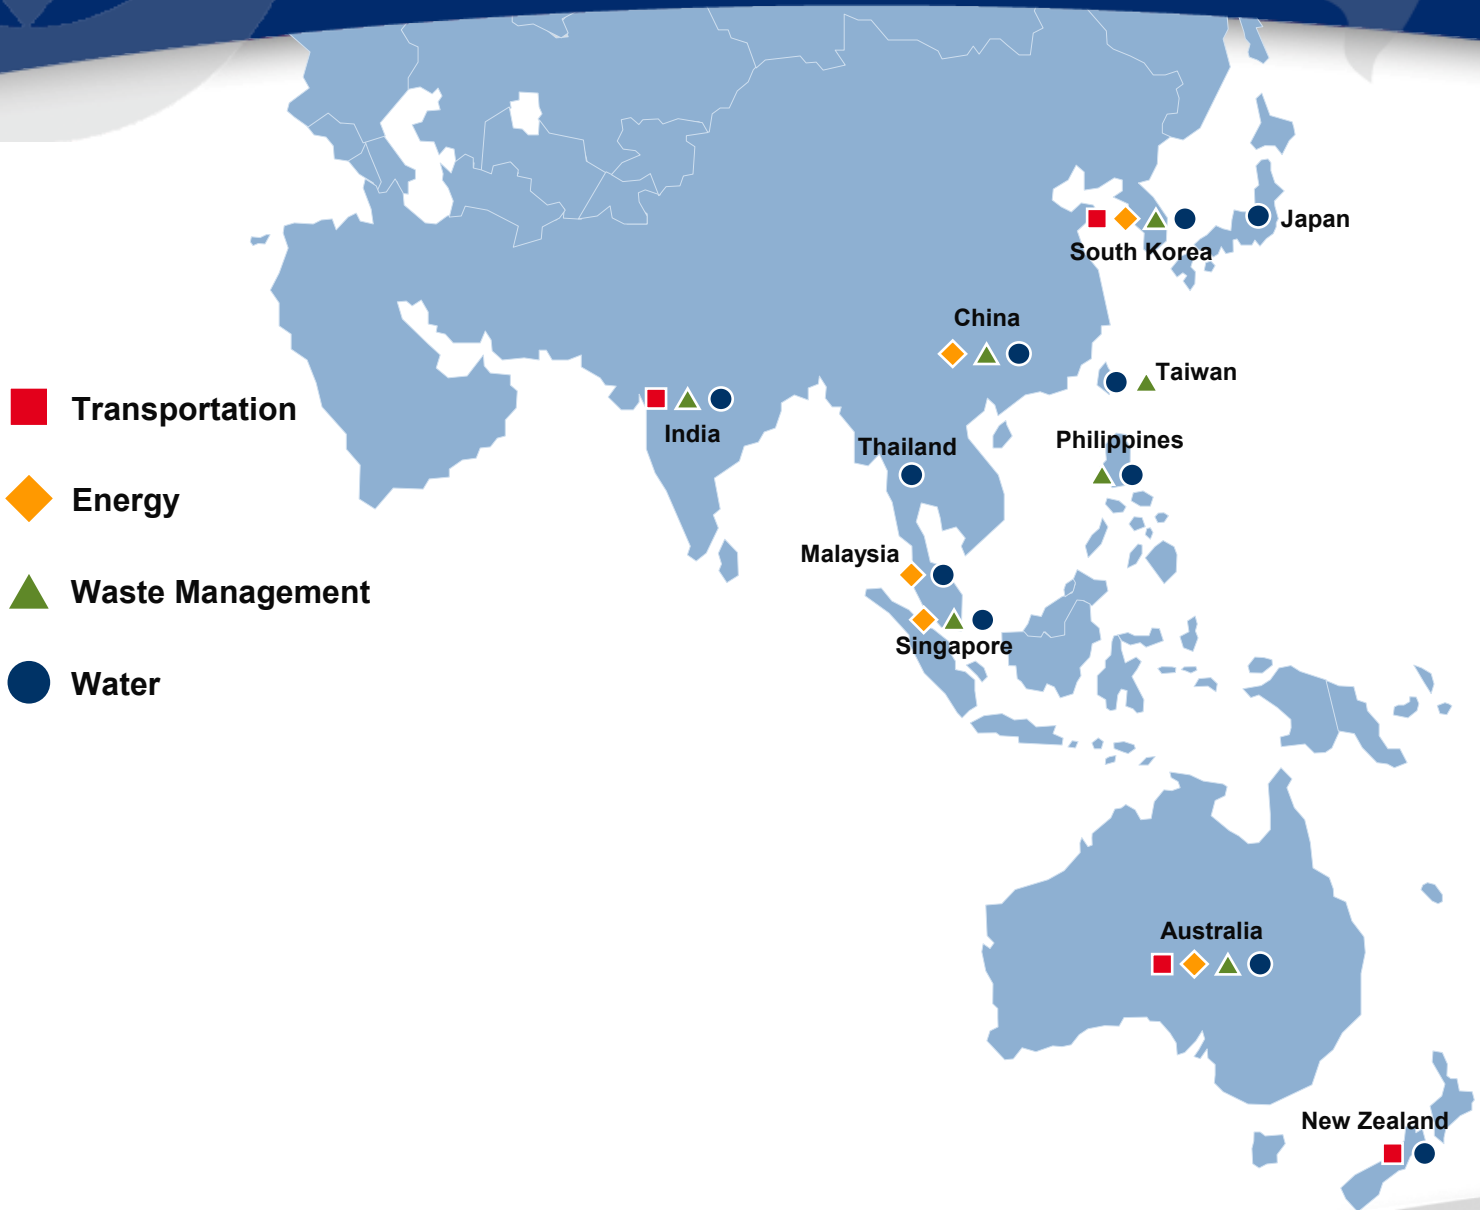 Japan
South Korea
China
Taiwan
India
Thailand
Philippines
Malaysia
Singapore
Australia
New Zealand
Transportation
Energy
Waste Management
Water